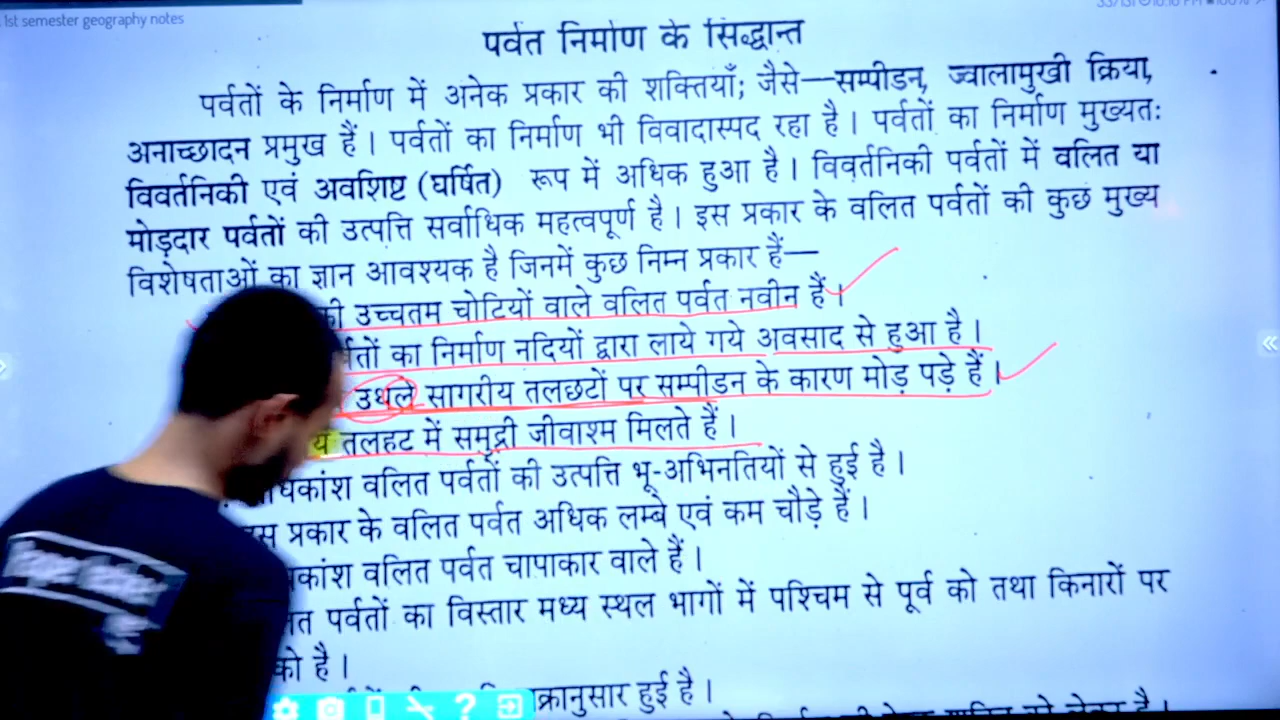 1st semester geography notes
पर्वत निर्माण के सिद्धान्त
पर्वतों के निर्माण में अनेक प्रकार की शक्तियाँ; जैसे—सम्पीडन, ज्वालामुखी क्रिया,
अनाच्छादन प्रमुख हैं। पर्वतों का निर्माण भी विवादास्पद रहा है। पर्वतों का निर्माण मुख्यतः
विवर्तनिकी एवं अवशिष्ट (घर्षित) रूप में अधिक हुआ है। विवर्तनिकी पर्वतों में वलित या
मोड़दार पर्वतों की उत्पत्ति सर्वाधिक महत्वपूर्ण है। इस प्रकार के वलित पर्वतों की कुछ मुख्य
विशेषताओं का ज्ञान आवश्यक है जिनमें कुछ निम्न प्रकार हैं—
की उच्चतम चोटियों वाले वलित पर्वत नवीन हैं।
का निर्माण नदियों द्वारा लाये गये अवसाद से हुआ है।
उथले सागरीय तलछटों पर सम्पीडन के कारण मोड़ पड़े हैं।
तलहट में समुद्री जीवाश्म मिलते हैं।
वलित पर्वतों की उत्पत्ति भू-अभिनतियों से हुई है।
प्रकार के वलित पर्वत अधिक लम्बे एवं कम चौड़े हैं।
वलित पर्वत चापाकार वाले हैं।
पर्वतों का विस्तार मध्य स्थल भागों में पश्चिम से पूर्व को तथा किनारों पर
को है।
हुई है।